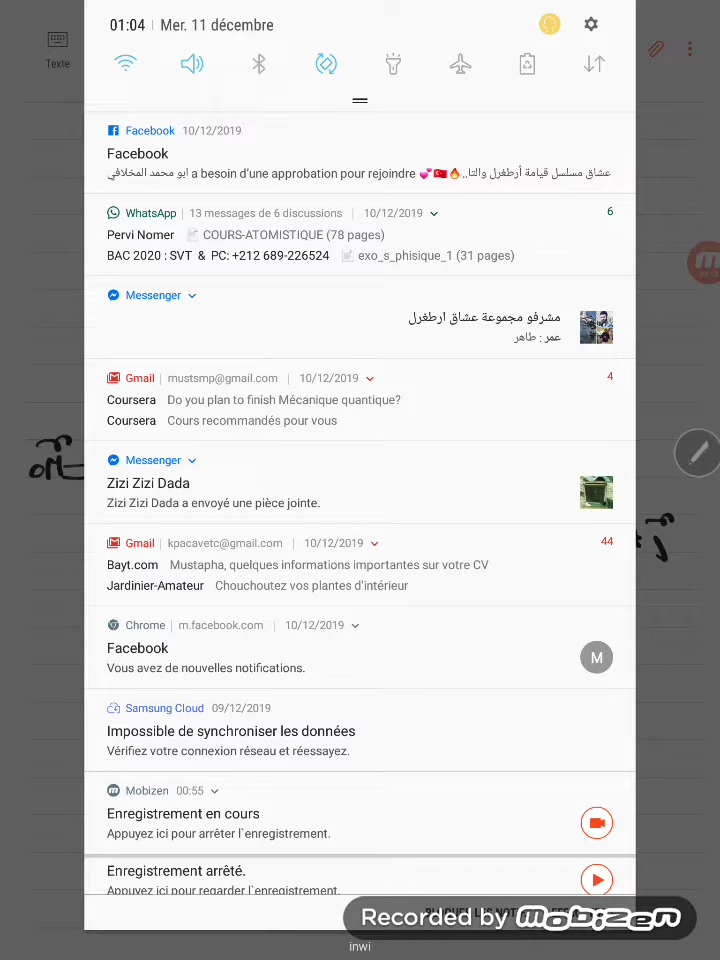 01:04 | Mer. 11 décembre
Texte
Facebook 10/12/2019
Facebook
ابو محمد المخلافي a besoin d'une approbation pour rejoindre 💕🇹🇷🔥..عشاق مسلسل قيامة أرطغرل والتا
WhatsApp | 13 messages de 6 discussions | 10/12/2019 6
Pervi Nomer COURS-ATOMISTIQUE (78 pages)
BAC 2020 : SVT & PC: +212 689-226524 exo_s_phisique_1 (31 pages)
Messenger
مشرفو مجموعة عشاق ارطغرل
عمر : طاهر
Gmail | mustsmp@gmail.com | 10/12/2019 4
Coursera Do you plan to finish Mécanique quantique?
Coursera Cours recommandés pour vous
Messenger
Zizi Zizi Dada
Zizi Zizi Dada a envoyé une pièce jointe.
Gmail | kpacavetc@gmail.com | 10/12/2019 44
Bayt.com Mustapha, quelques informations importantes sur votre CV
Jardinier-Amateur Chouchoutez vos plantes d'intérieur
Chrome | m.facebook.com | 10/12/2019
Facebook
Vous avez de nouvelles notifications.
M
Samsung Cloud 09/12/2019
Impossible de synchroniser les données
Vérifiez votre connexion réseau et réessayez.
Mobizen 00:55
Enregistrement en cours
Appuyez ici pour arrêter l`enregistrement.
Enregistrement arrêté.
Appuyez ici pour regarder l`enregistrement.
Recorded by mobizen
inwi